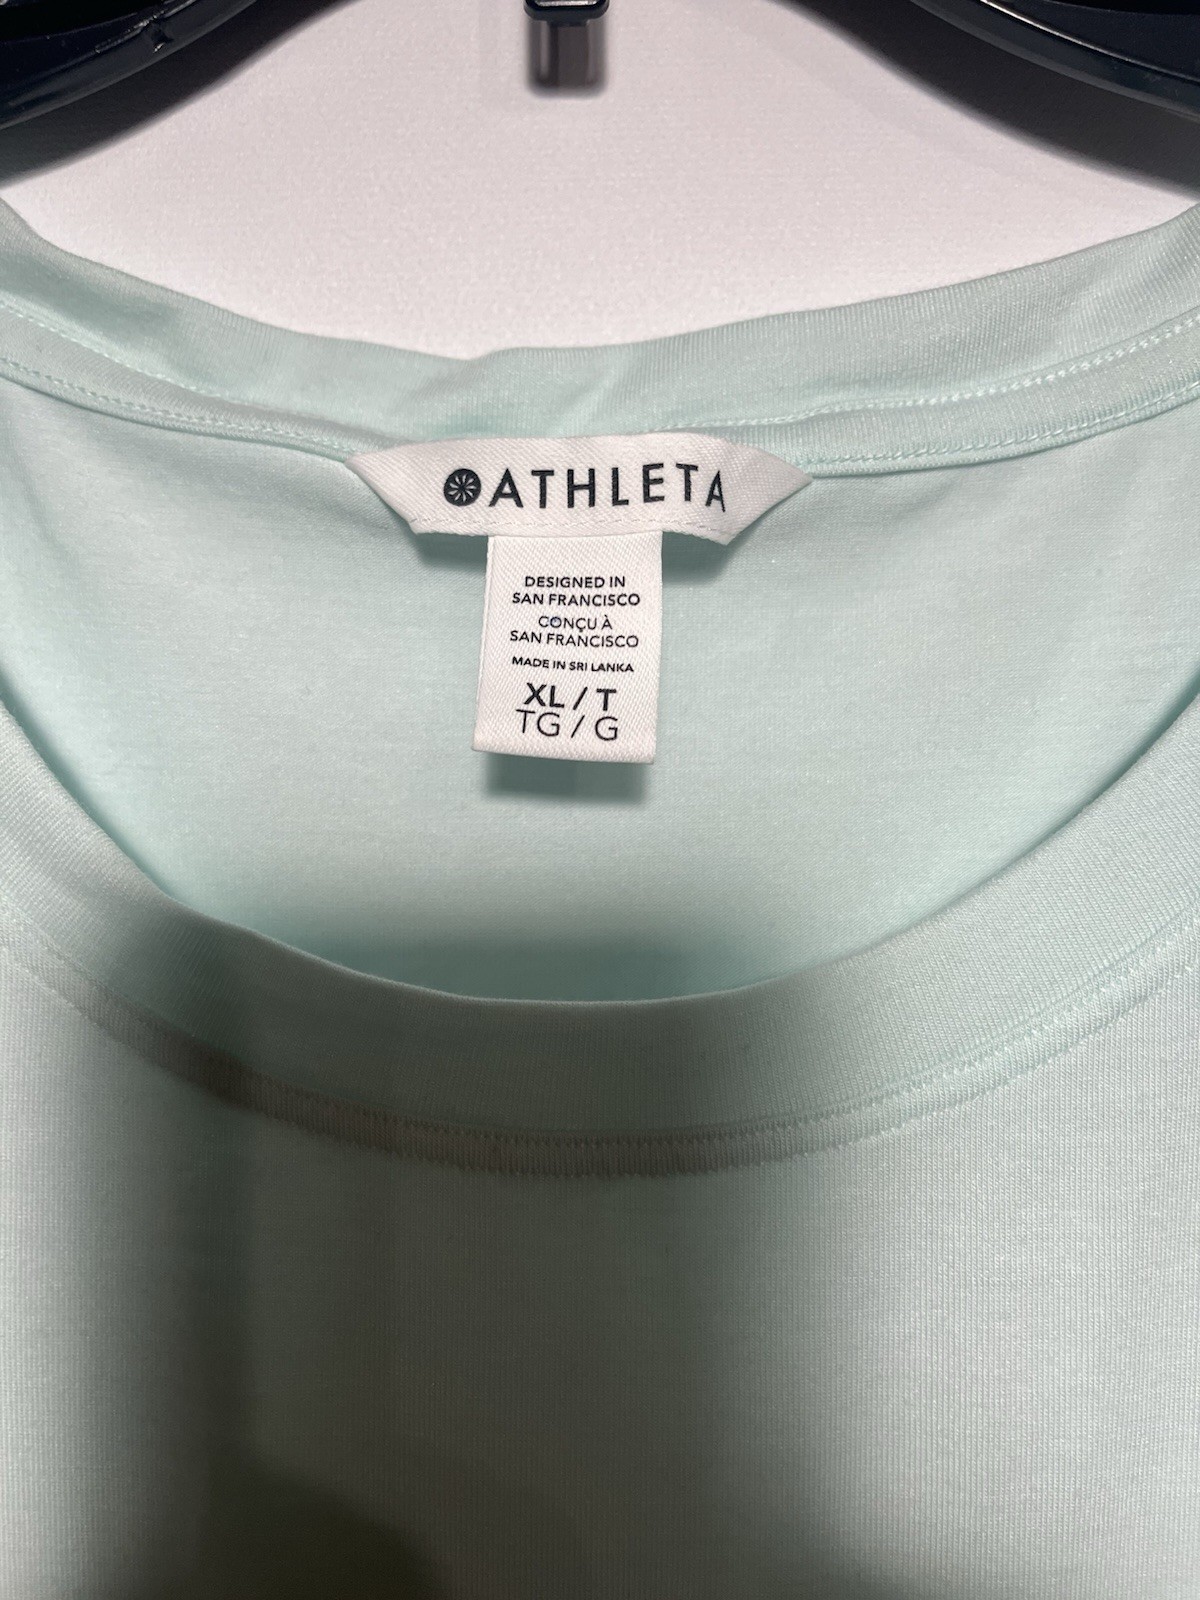 ATHLETA
DESIGNED IN
SAN FRANCISCO
CONÇU À
SAN FRANCISCO
MADE IN SRI LANKA
XL / T
TG / G